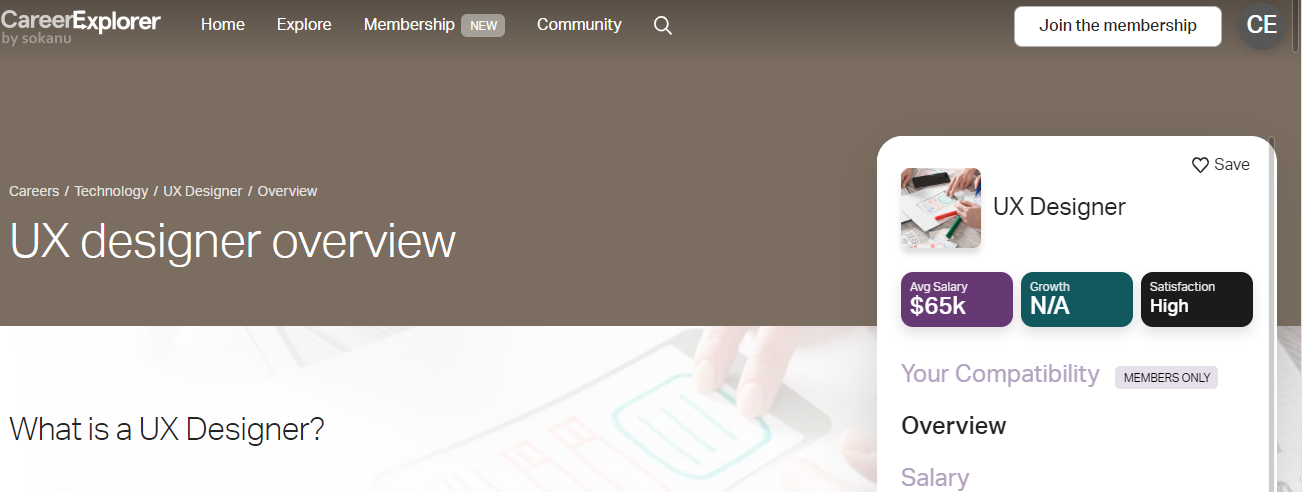 CareerExplorer
by sokanu
Home
Explore
Membership NEW
Community
Join the membership
CE
Careers / Technology / UX Designer / Overview
UX designer overview
What is a UX Designer?
Save
UX Designer
Avg Salary
$65k
Growth
N/A
Satisfaction
High
Your Compatibility MEMBERS ONLY
Overview
Salary